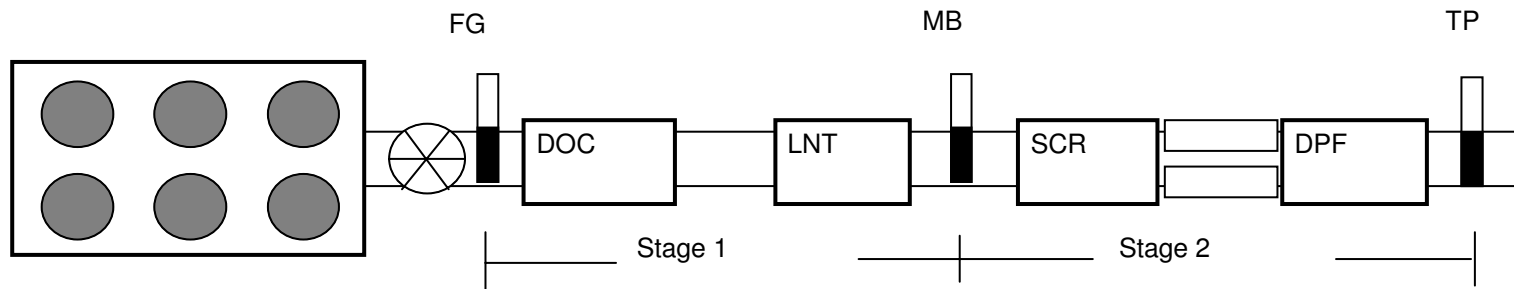 FG
MB
TP
DOC
LNT
SCR
DPF
Stage 1
Stage 2